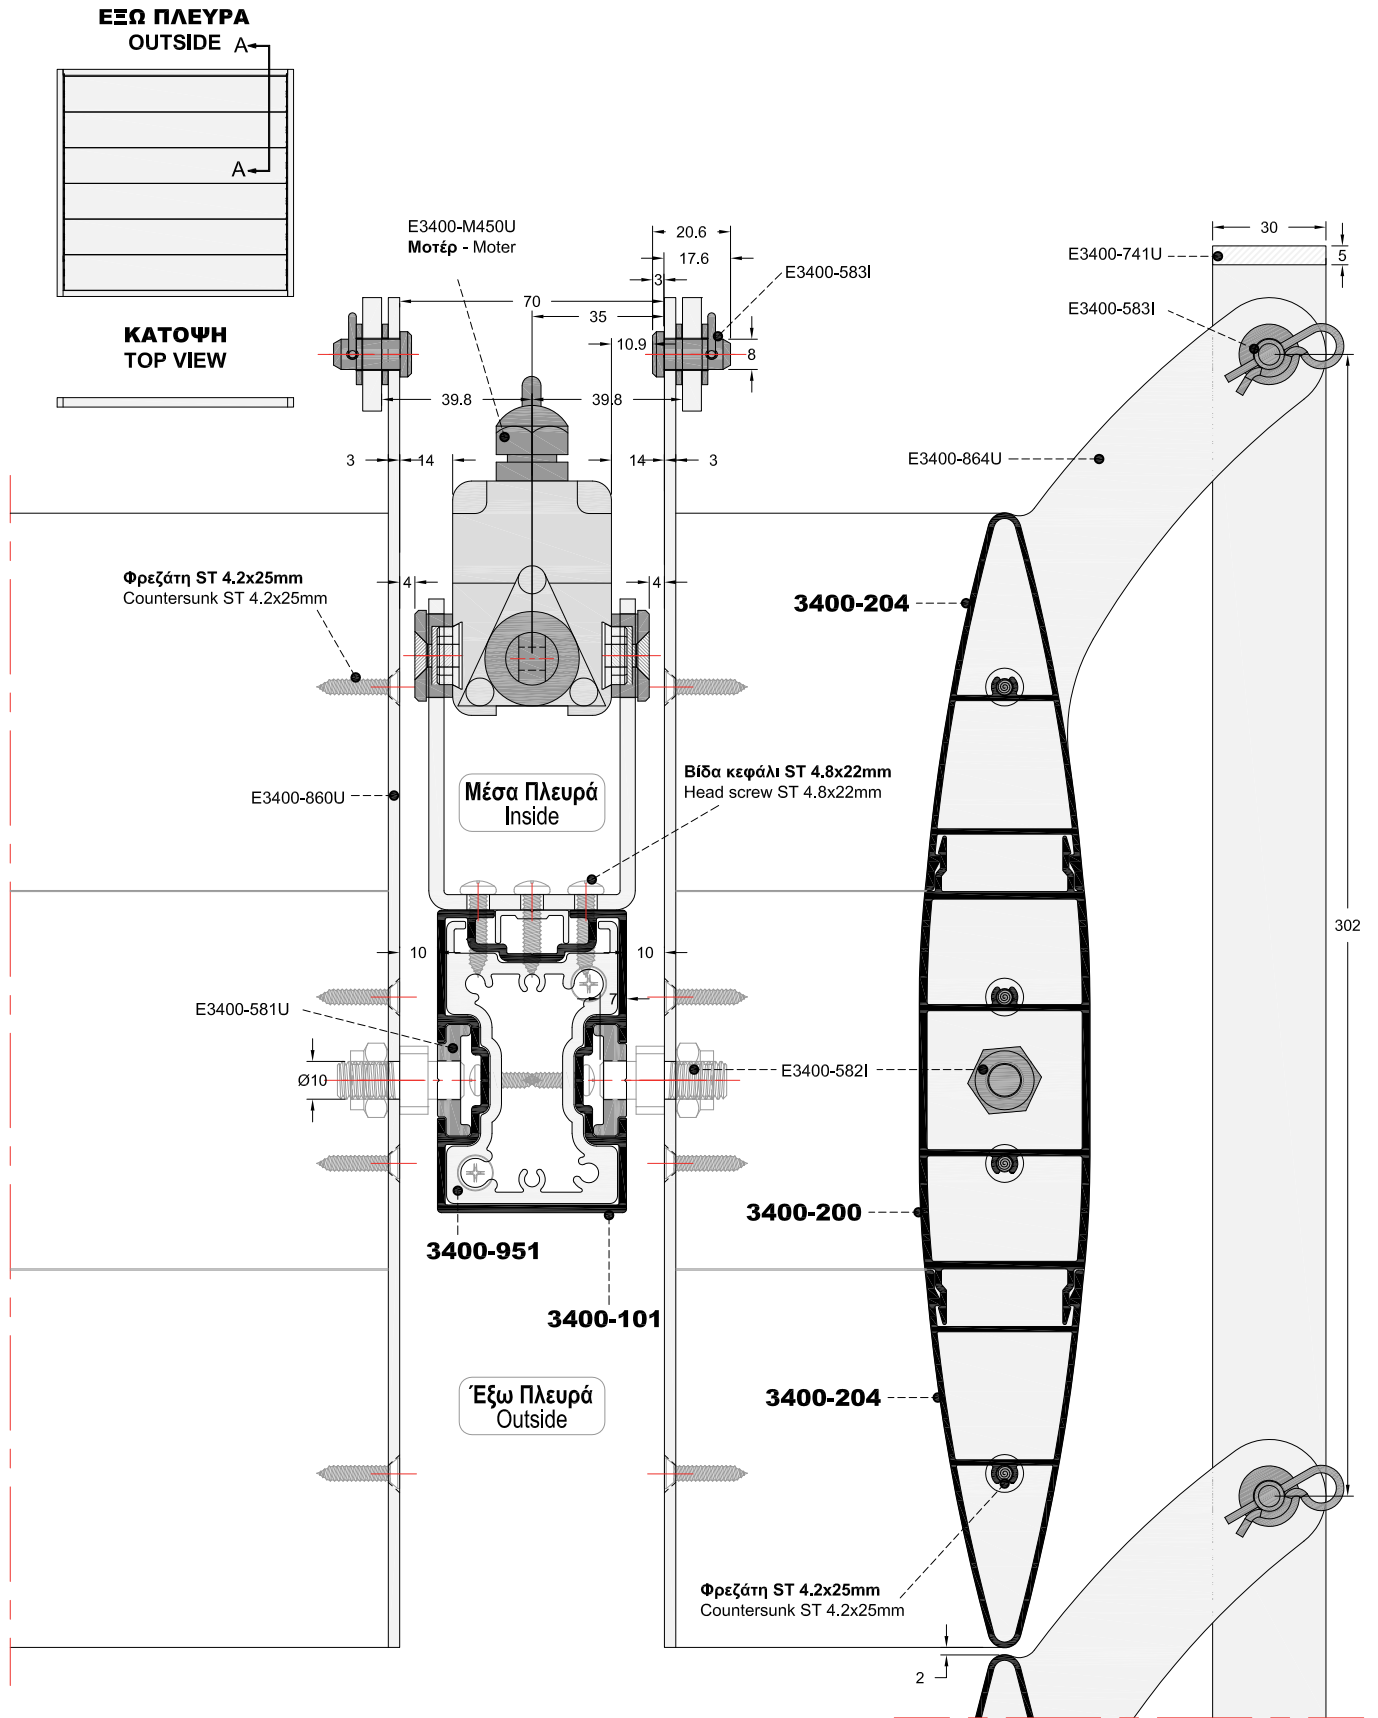 ΕΞΩ ΠΛΕΥΡΑ
OUTSIDE
A
A
ΚΑΤΟΨΗ
TOP VIEW
E3400-M450U
Μοτέρ - Moter
20.6
17.6
3
E3400-583I
70
35
10.9
8
39.8
39.8
3
14
14
3
30
E3400-741U
5
E3400-583I
E3400-864U
Φρεζάτη ST 4.2x25mm
Countersunk ST 4.2x25mm
4
4
3400-204
E3400-860U
Μέσα Πλευρά
Inside
Βίδα κεφάλι ST 4.8x22mm
Head screw ST 4.8x22mm
302
10
10
7
E3400-581U
Ø10
E3400-582I
3400-200
3400-951
3400-101
Έξω Πλευρά
Outside
3400-204
Φρεζάτη ST 4.2x25mm
Countersunk ST 4.2x25mm
2